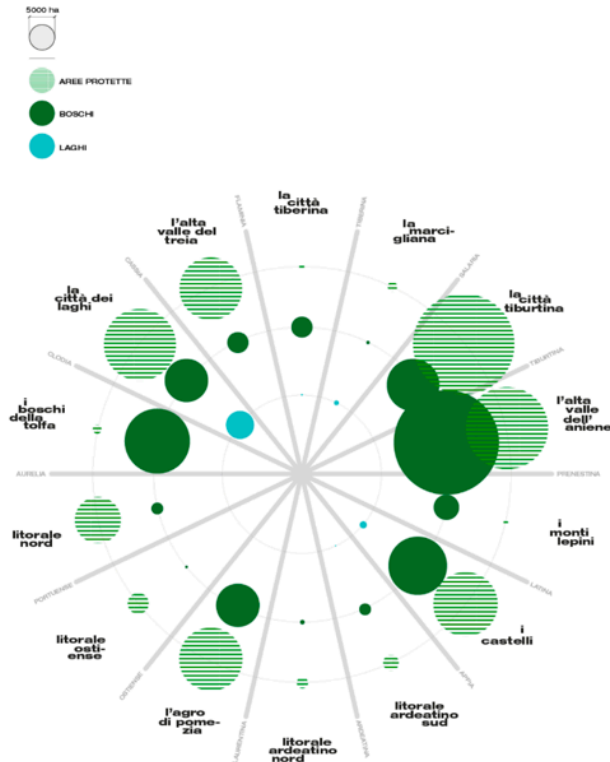 5000 ha
AREE PROTETTE
BOSCHI
LAGHI
la
città
tiberina
FLAMINIA
TIBERINA
l'alta
valle del
treia
la
marci-
gliana
CASSIA
SALARIA
la
città dei
laghi
la
città
tiburtina
CLODIA
TIBURTINA
i
boschi
della
tolfa
l'alta
valle
dell'
aniene
AURELIA
PRENESTINA
litorale
nord
i
monti
lepini
PORTUENSE
LATINA
litorale
osti-
ense
i
castelli
OSTIENSE
APPIA
l'agro
di pome-
zia
litorale
ardeatino
sud
LAURENTINA
ARDEATINA
litorale
ardeatino
nord